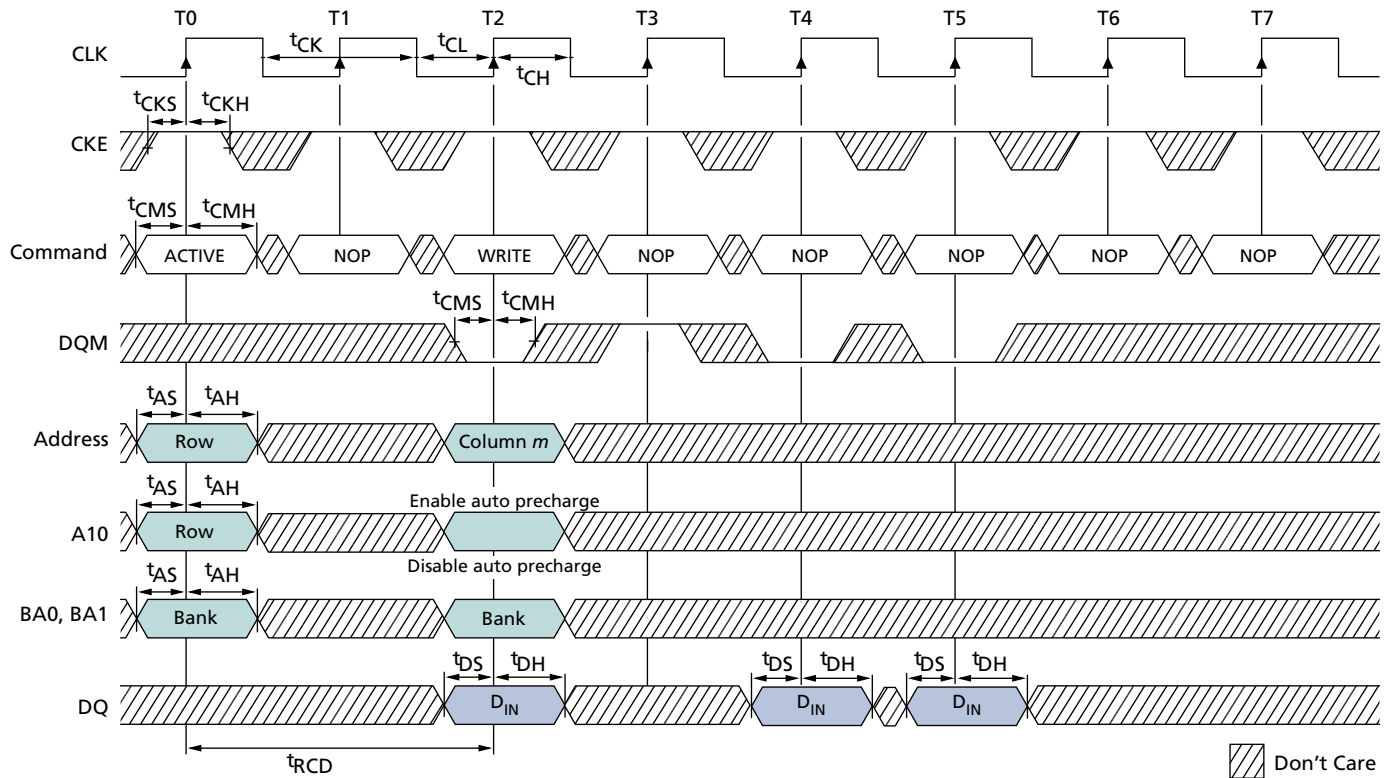 T0 T1 T2 T3 T4 T5 T6 T7
CLK
tCK tCL
tCH
tCKS tCKH
CKE
tCMS tCMH
Command ACTIVE NOP WRITE NOP NOP NOP NOP NOP
tCMS tCMH
DQM
tAS tAH
Address Row Column m
tAS tAH
Enable auto precharge
A10 Row
Disable auto precharge
tAS tAH
BA0, BA1 Bank Bank
tDS tDH tDS tDH tDS tDH
DQ DIN DIN DIN
tRCD
Don't Care